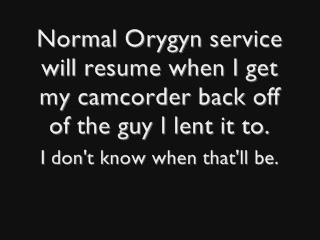 Normal Orygyn service
will resume when I get
my camcorder back off
of the guy I lent it to.
I don't know when that'll be.